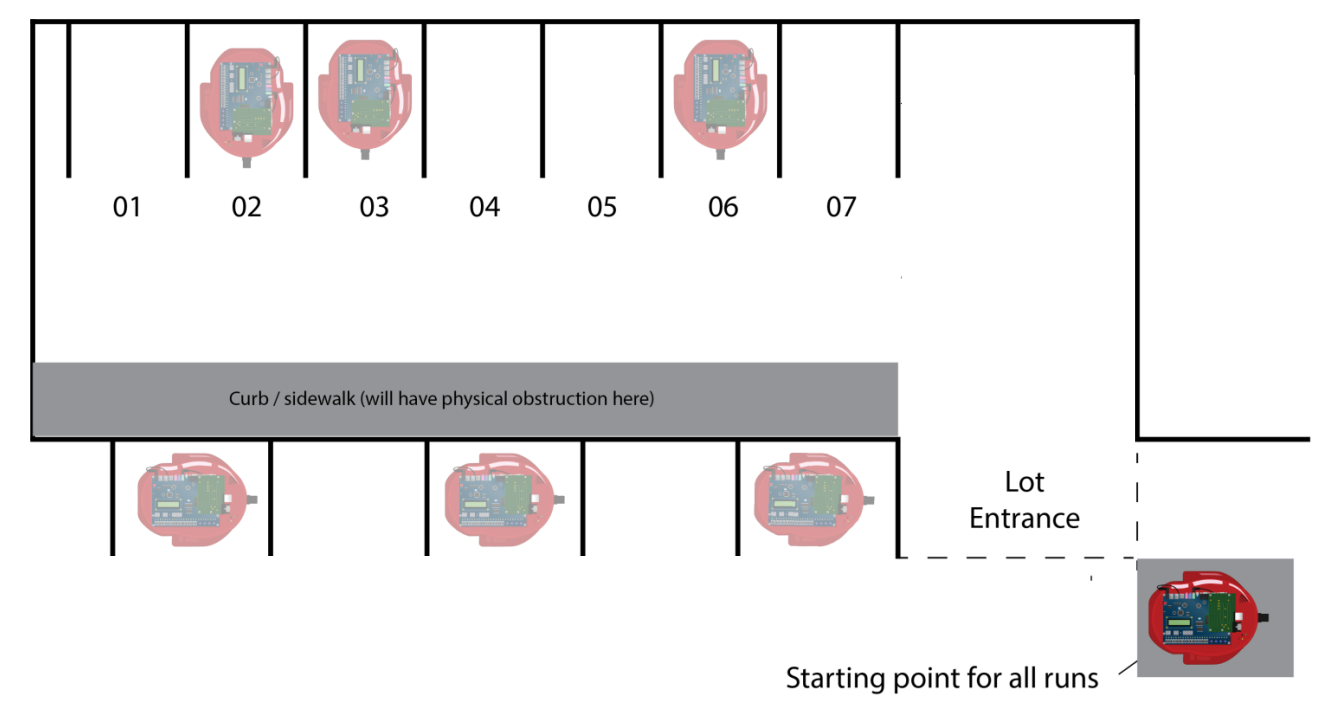 01 02 03 04 05 06 07
Curb / sidewalk (will have physical obstruction here)
Lot
Entrance
Starting point for all runs